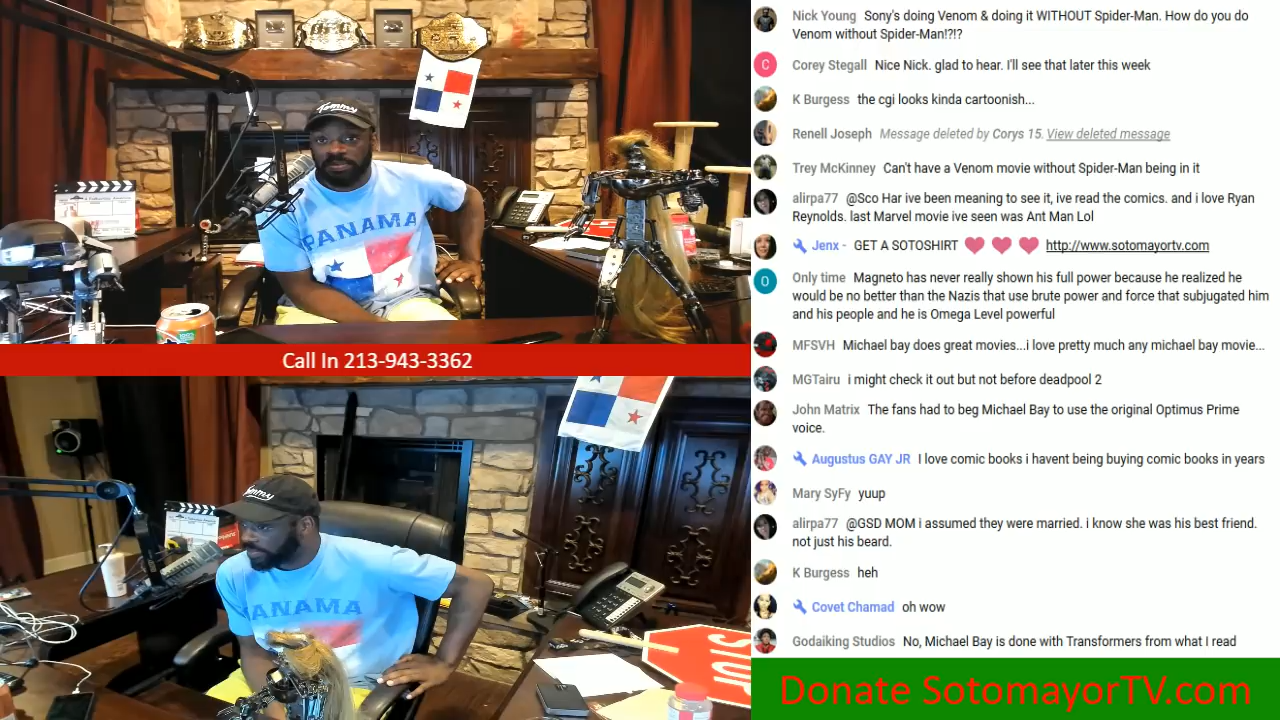 Tommy
PANAMA
Call In 213-943-3362
Tommy
PANAMA
Nick Young Sony's doing Venom & doing it WITHOUT Spider-Man. How do you do
Venom without Spider-Man!?!?
C Corey Stegall Nice Nick. glad to hear. I'll see that later this week
K Burgess the cgi looks kinda cartoonish...
Renell Joseph Message deleted by Corys 15. View deleted message
Trey McKinney Can't have a Venom movie without Spider-Man being in it
alirpa77 @Sco Har ive been meaning to see it, ive read the comics. and i love Ryan
Reynolds. last Marvel movie ive seen was Ant Man Lol
Jenx - GET A SOTOSHIRT ♥ ♥ ♥ http://www.sotomayortv.com
O Only time Magneto has never really shown his full power because he realized he
would be no better than the Nazis that use brute power and force that subjugated him
and his people and he is Omega Level powerful
MFSVH Michael bay does great movies...i love pretty much any michael bay movie...
MGTairu i might check it out but not before deadpool 2
John Matrix The fans had to beg Michael Bay to use the original Optimus Prime
voice.
Augustus GAY JR I love comic books i havent being buying comic books in years
Mary SyFy yuup
alirpa77 @GSD MOM i assumed they were married. i know she was his best friend.
not just his beard.
K Burgess heh
Covet Chamad oh wow
Godaiking Studios No, Michael Bay is done with Transformers from what I read
Donate SotomayorTV.com